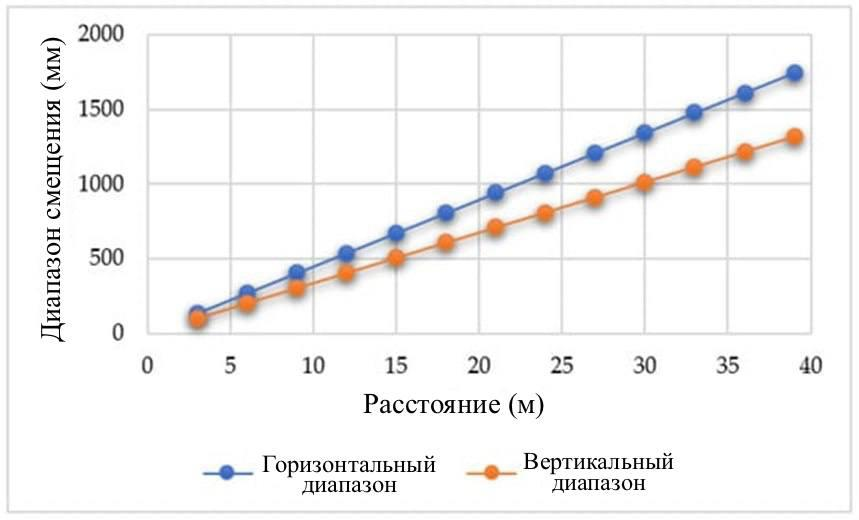 Диапазон смещения (мм)
2000
1500
1000
500
0
0 5 10 15 20 25 30 35 40
Расстояние (м)
Горизонтальный
диапазон
Вертикальный
диапазон